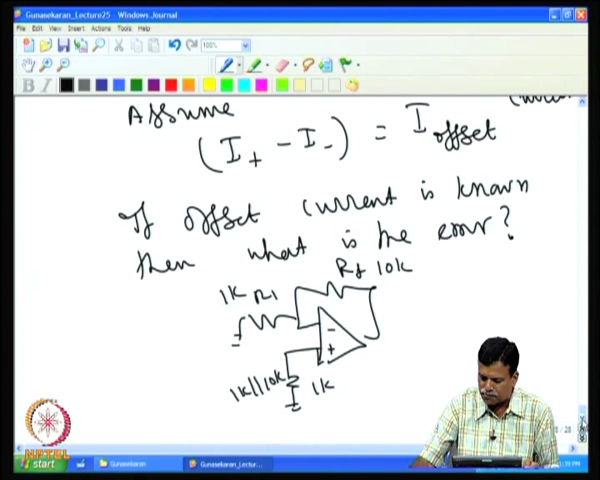 Gunasekaran_Lecture25 - Windows Journal
File Edit View Insert Actions Tools Help
100%
B I
Assume
(I+ - I-) = I offset
If offset current is known
then what is the error?
1K R1
Rf 10K
-
+
1K||10K
1K
NPTEL
start Gunasekaran Gunasekaran_Lectur...